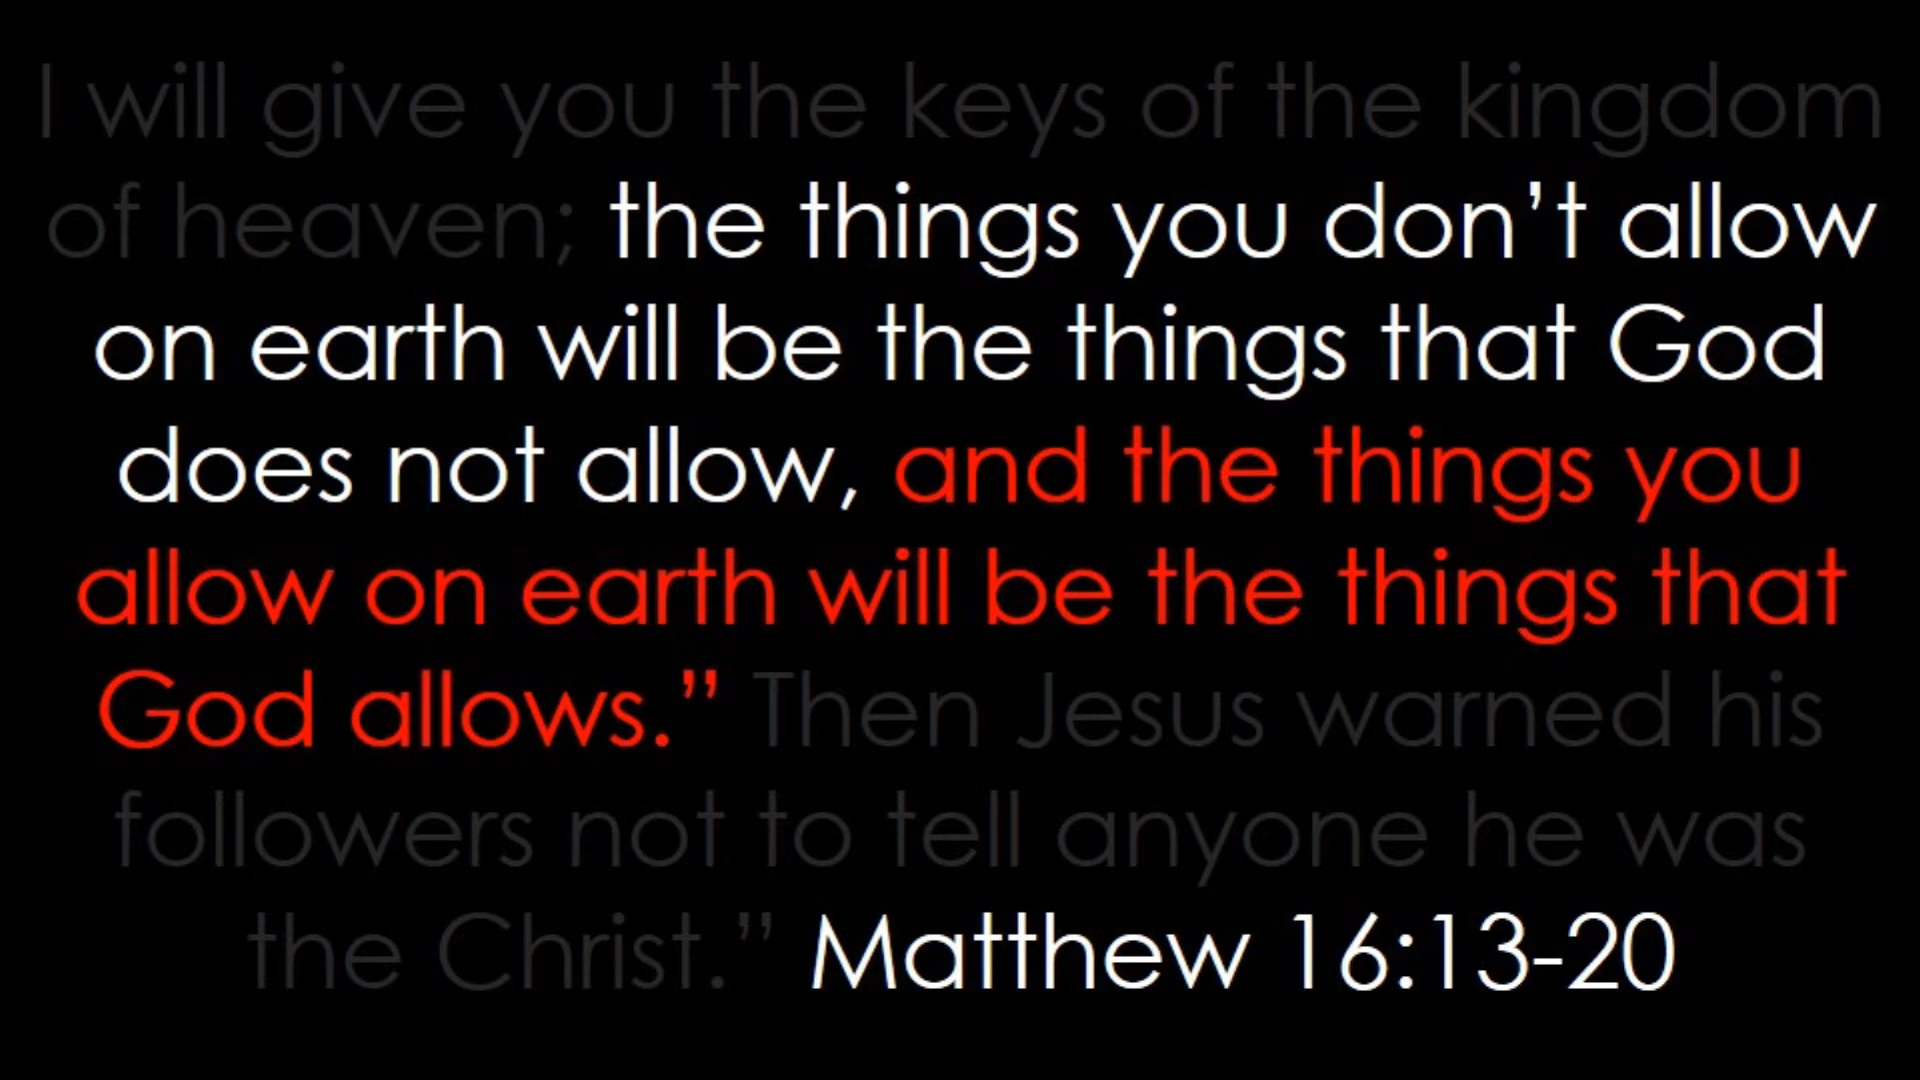 I will give you the keys of the kingdom
of heaven; the things you don’t allow
on earth will be the things that God
does not allow, and the things you
allow on earth will be the things that
God allows.” Then Jesus warned his
followers not to tell anyone he was
the Christ.” Matthew 16:13-20